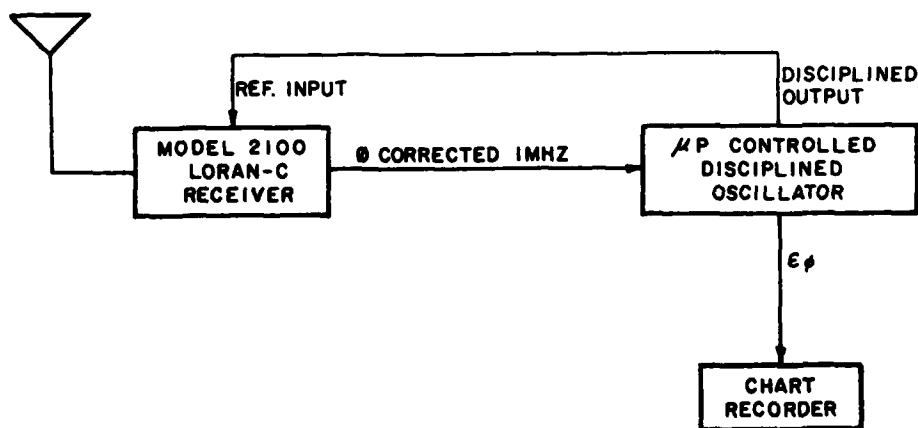 REF. INPUT
DISCIPLINED
OUTPUT
MODEL 2100
LORAN-C
RECEIVER
Ø CORRECTED 1MHZ
μP CONTROLLED
DISCIPLINED
OSCILLATOR
εφ
CHART
RECORDER